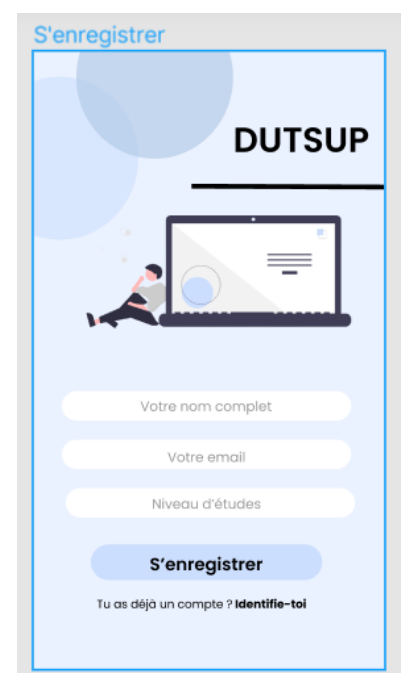 S'enregistrer
DUTSUP
Votre nom complet
Votre email
Niveau d'études
S'enregistrer
Tu as déjà un compte ? Identifie-toi